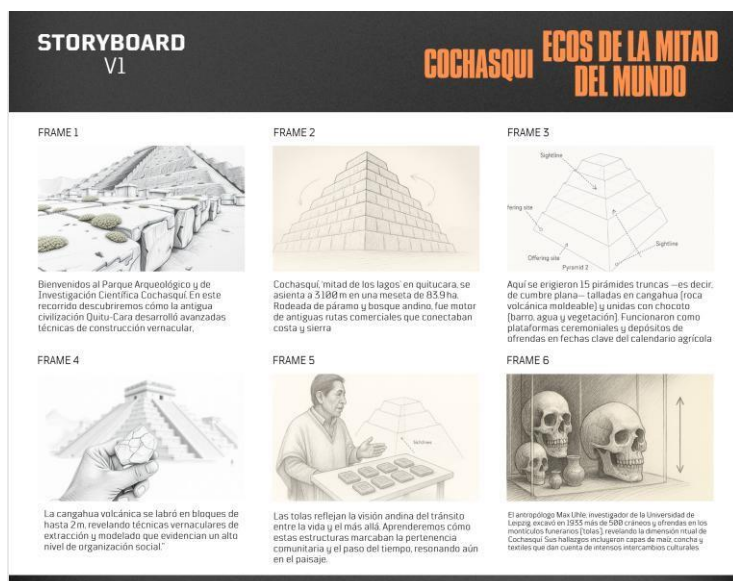 STORYBOARD
V1
COCHASQUI
ECOS DE LA MITAD
DEL MUNDO
FRAME 1
Bienvenidos al Parque Arqueológico y de
Investigación Científica Cochasquí. En este
recorrido descubriremos cómo la antigua
civilización Quitu-Cara desarrolló avanzadas
técnicas de construcción vernacular,
FRAME 2
Cochasquí, 'mitad de los lagos' en quitucara, se
asienta a 3100 m en una meseta de 83.9 ha.
Rodeada de páramo y bosque andino, fue motor
de antiguas rutas comerciales que conectaban
costa y sierra
FRAME 3
Sightline
fering site
Offering site
Sightline
Pyramid 2
Aquí se erigieron 15 pirámides truncas —es decir,
de cumbre plana— talladas en cangahua (roca
volcánica moldeable) y unidas con chocoto
(barro, agua y vegetación). Funcionaron como
plataformas ceremoniales y depósitos de
ofrendas en fechas clave del calendario agrícola
FRAME 4
La cangahua volcánica se labró en bloques de
hasta 2 m, revelando técnicas vernaculares de
extracción y modelado que evidencian un alto
nivel de organización social."
FRAME 5
Las tolas reflejan la visión andina del tránsito
entre la vida y el más allá. Aprenderemos cómo
estas estructuras marcaban la pertenencia
comunitaria y el paso del tiempo, resonando aún
en el paisaje.
FRAME 6
El antropólogo Max Uhle, investigador de la Universidad de
Leipzig, excavó en 1933 más de 500 cráneos y ofrendas en los
montículos funerarios (tolas), revelando la dimensión ritual de
Cochasquí. Sus hallazgos incluyeron capas de maíz, concha y
textiles que dan cuenta de intensos intercambios culturales.